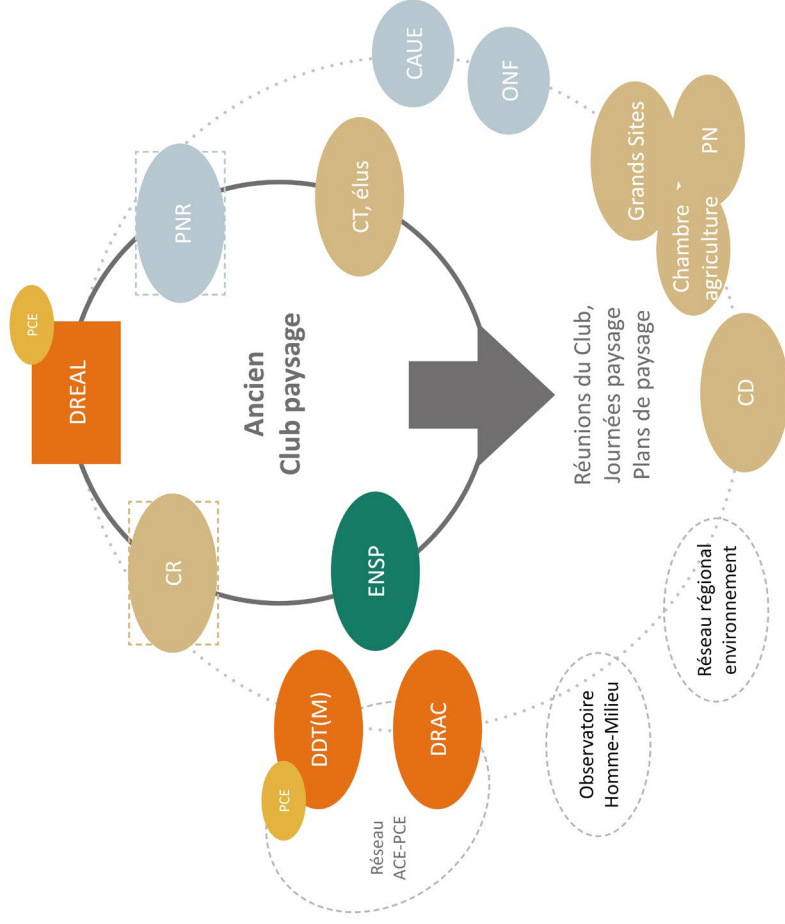 PCE
DREAL
CR
PNR
Ancien
Club paysage
CAUE
ONF
CT, élus
ENSP
DDT(M)
PCE
DRAC
Réseau
ACE-PCE
Réunions du Club,
Journées paysage
Plans de paysage
Grands Sites
PN
Chambre
agriculture
CD
Observatoire
Homme-Milieu
Réseau régional
environnement